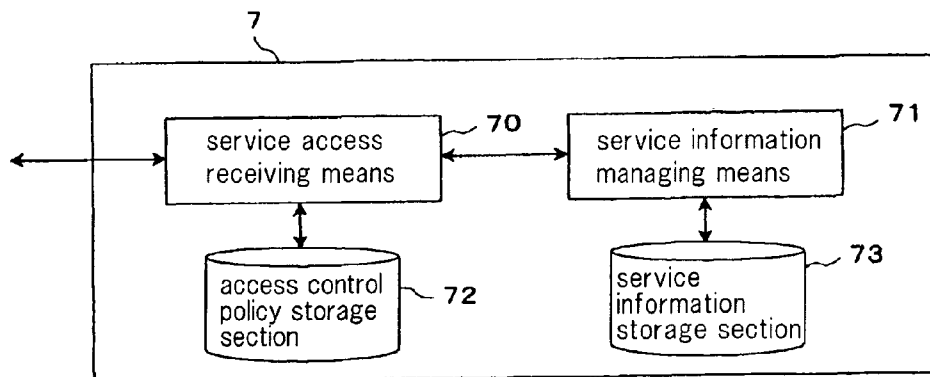 7
service access
receiving means
70
service information
managing means
71
access control
policy storage
section
72
service
information
storage section
73